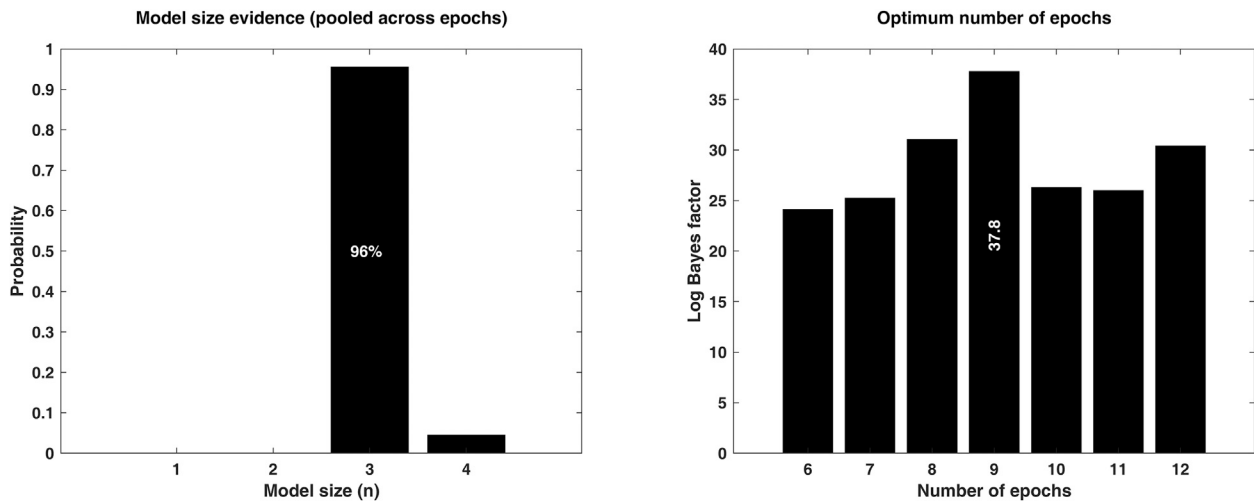 Model size evidence (pooled across epochs)
1
0.9
0.8
0.7
0.6
0.5
0.4
0.3
0.2
0.1
0
Probability
96%
1 2 3 4
Model size (n)
Optimum number of epochs
40
35
30
25
20
15
10
5
0
Log Bayes factor
37.8
6 7 8 9 10 11 12
Number of epochs